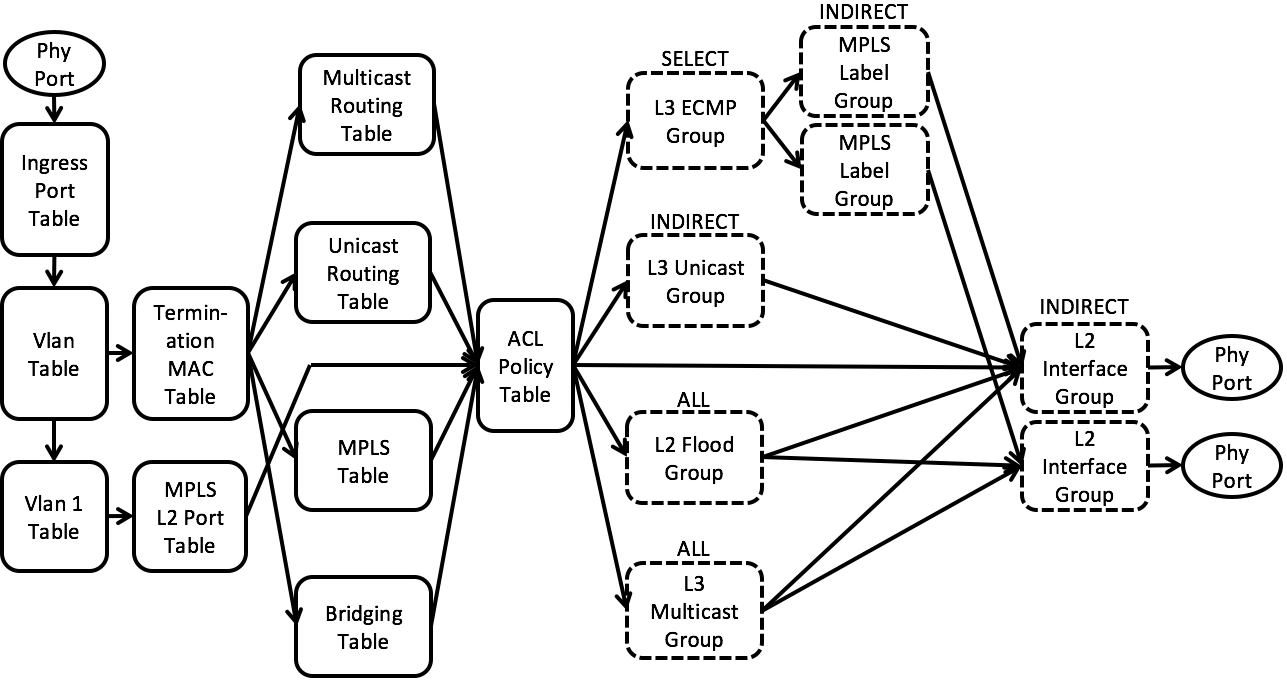 Phy
Port
Ingress
Port
Table
Vlan
Table
Vlan 1
Table
Termin-
ation
MAC
Table
MPLS
L2 Port
Table
Multicast
Routing
Table
Unicast
Routing
Table
MPLS
Table
Bridging
Table
ACL
Policy
Table
SELECT
L3 ECMP
Group
INDIRECT
L3 Unicast
Group
ALL
L2 Flood
Group
ALL
L3
Multicast
Group
INDIRECT
MPLS
Label
Group
MPLS
Label
Group
INDIRECT
L2
Interface
Group
L2
Interface
Group
Phy
Port
Phy
Port